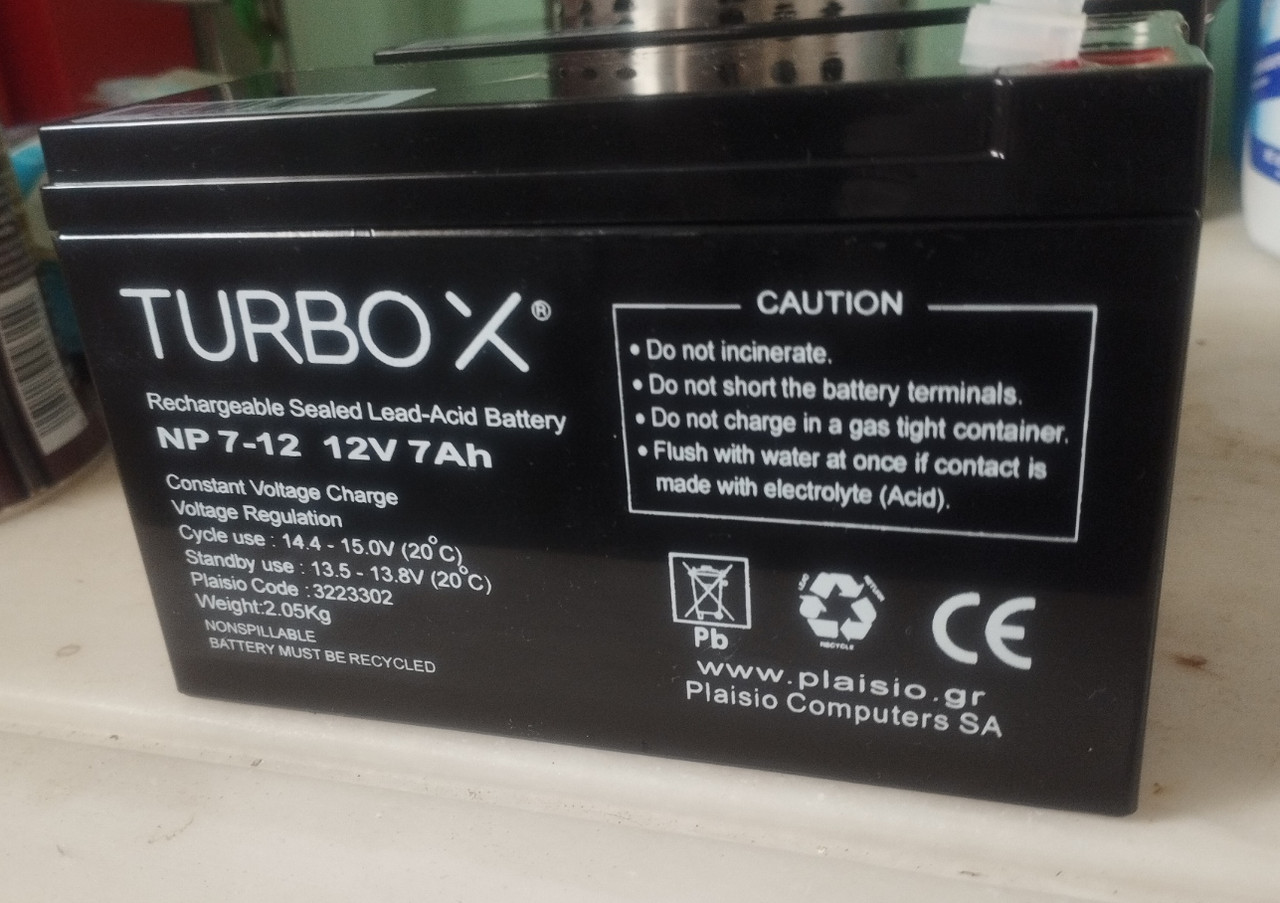 TURBO X®
Rechargeable Sealed Lead-Acid Battery
NP 7-12 12V 7Ah
Constant Voltage Charge
Voltage Regulation
Cycle use : 14.4 - 15.0V (20°C)
Standby use : 13.5 - 13.8V (20°C)
Plaisio Code : 3223302
Weight:2.05Kg
NONSPILLABLE
BATTERY MUST BE RECYCLED
CAUTION
• Do not incinerate.
• Do not short the battery terminals.
• Do not charge in a gas tight container.
• Flush with water at once if contact is
made with electrolyte (Acid).
Pb
RECYCLE
CE
www.plaisio.gr
Plaisio Computers SA